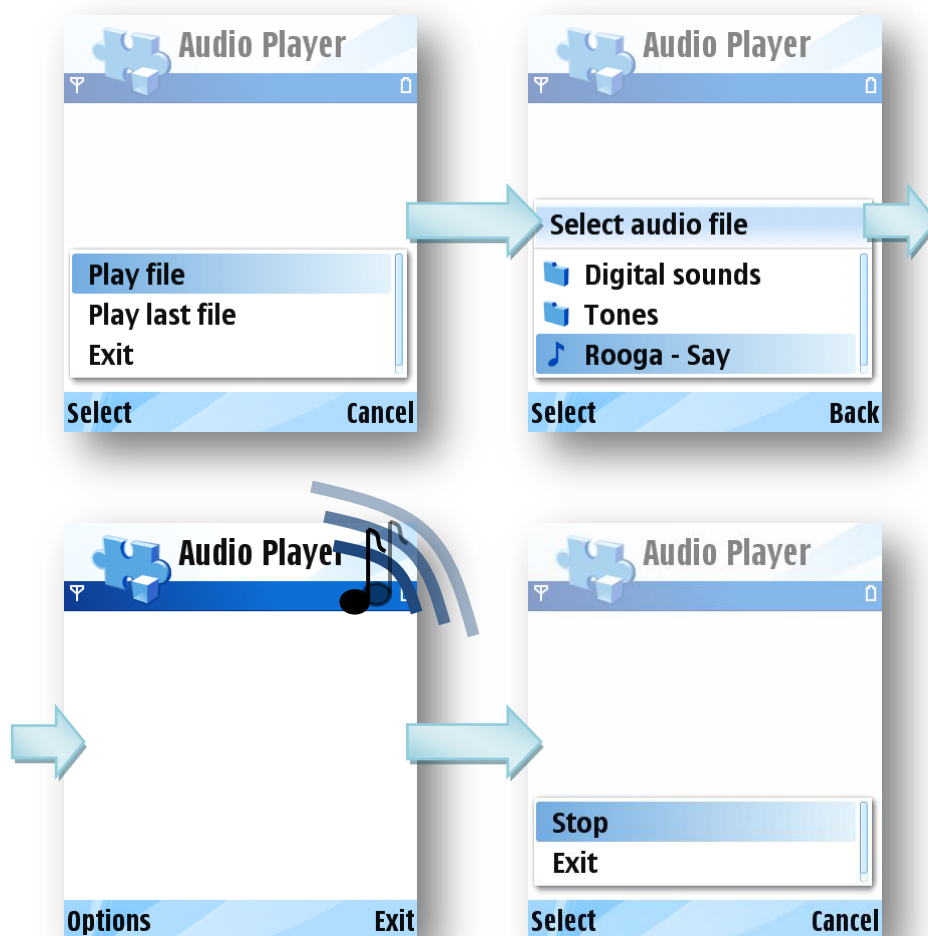 Audio Player
Play file
Play last file
Exit
Select Cancel
Audio Player
Select audio file
Digital sounds
Tones
Rooga - Say
Select Back
Audio Player
Options Exit
Audio Player
Stop
Exit
Select Cancel